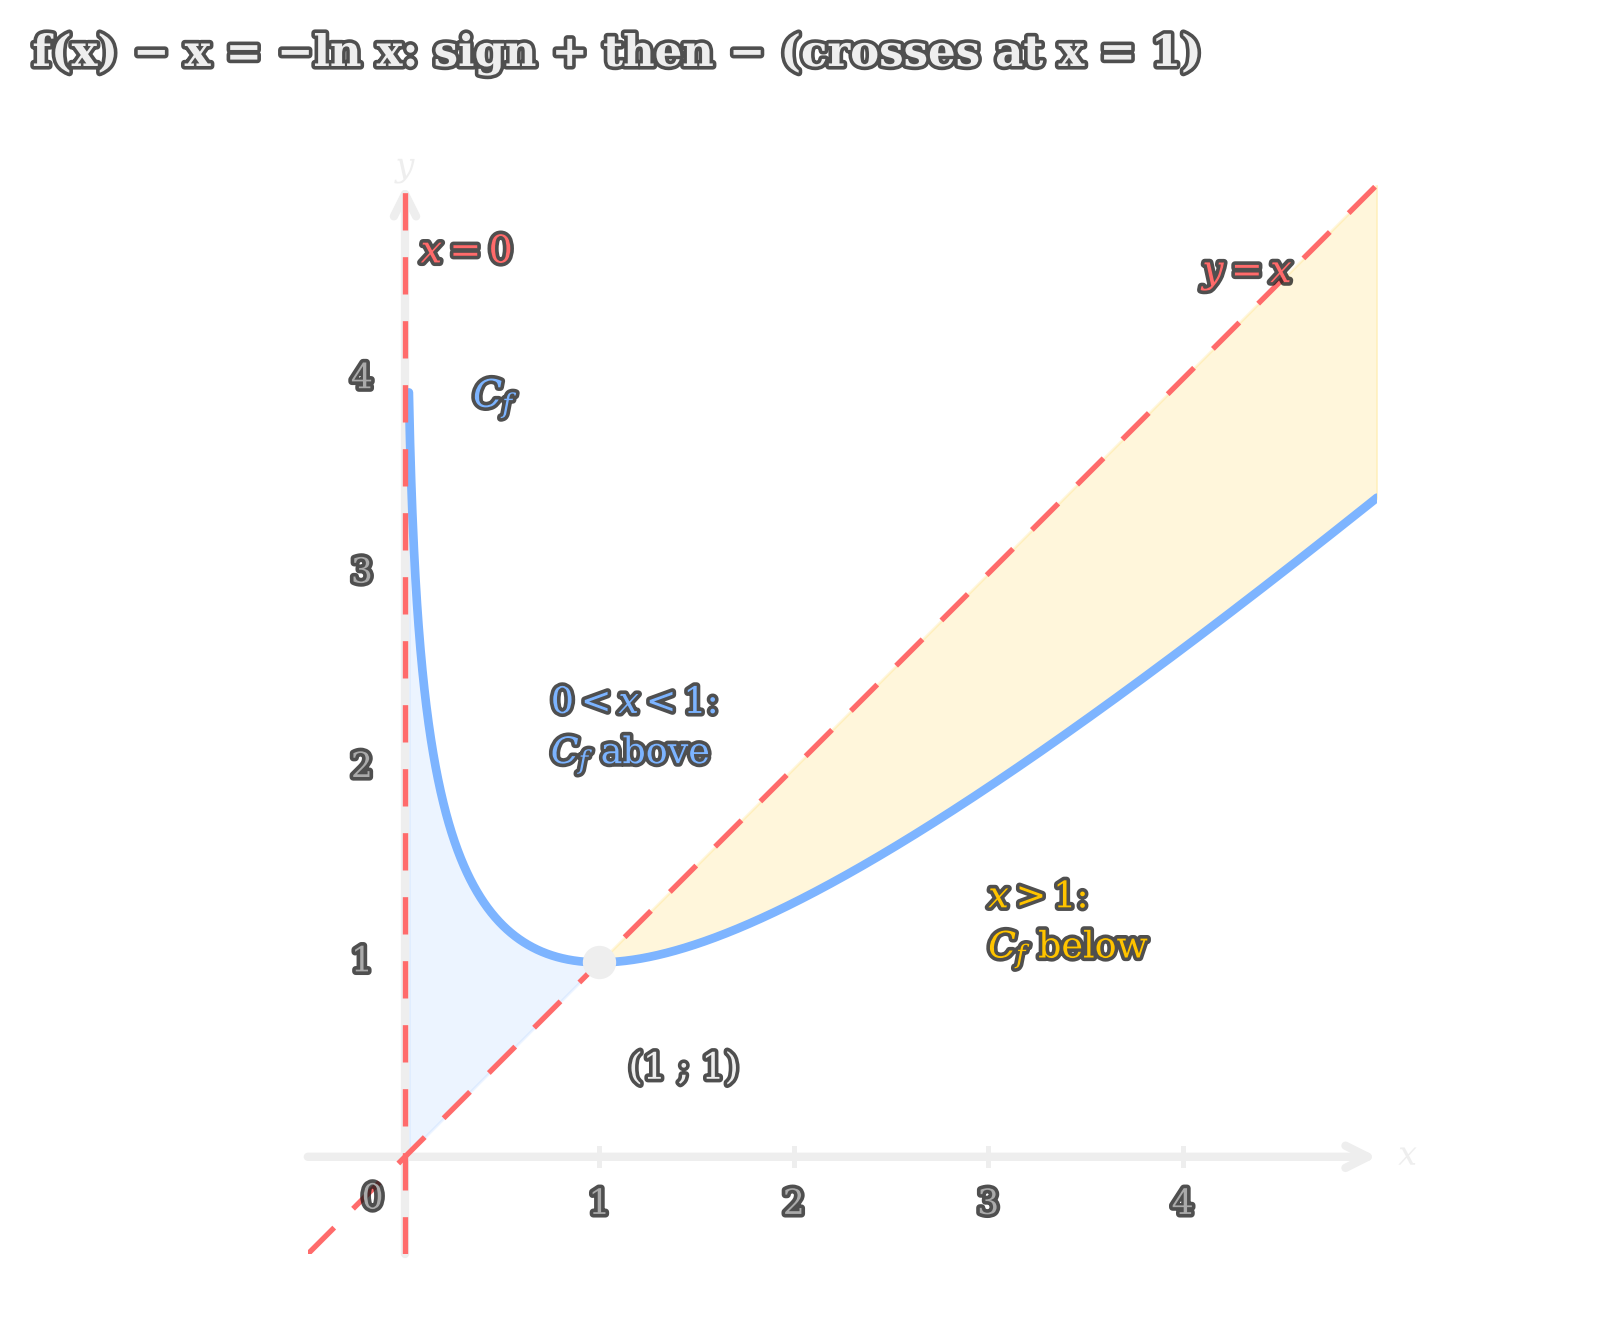 f(x) − x = −ln x: sign + then − (crosses at x = 1)
y
x = 0
y = x
4
C_f
3
0 < x < 1:
C_f above
2
x > 1:
C_f below
1
(1 ; 1)
x
0 1 2 3 4